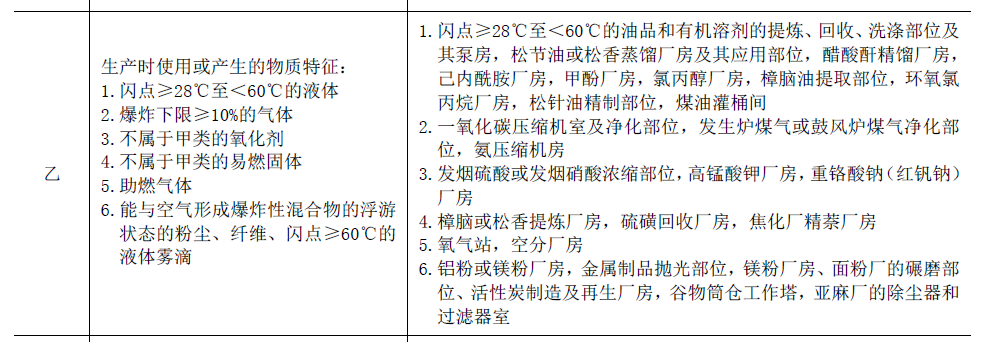 乙
生产时使用或产生的物质特征：
1. 闪点≥28℃至＜60℃的液体
2. 爆炸下限≥10%的气体
3. 不属于甲类的氧化剂
4. 不属于甲类的易燃固体
5. 助燃气体
6. 能与空气形成爆炸性混合物的浮游
状态的粉尘、纤维、闪点≥60℃的
液体雾滴
1. 闪点≥28℃至＜60℃的油品和有机溶剂的提炼、回收、洗涤部位及
其泵房，松节油或松香蒸馏厂房及其应用部位，醋酸酐精馏厂房，
己内酰胺厂房，甲酚厂房，氯丙醇厂房，樟脑油提取部位，环氧氯
丙烷厂房，松针油精制部位，煤油灌桶间
2. 一氧化碳压缩机室及净化部位，发生炉煤气或鼓风炉煤气净化部
位，氨压缩机房
3. 发烟硫酸或发烟硝酸浓缩部位，高锰酸钾厂房，重铬酸钠（红钒钠）
厂房
4. 樟脑或松香提炼厂房，硫磺回收厂房，焦化厂精萘厂房
5. 氧气站，空分厂房
6. 铝粉或镁粉厂房，金属制品抛光部位，镁粉厂房、面粉厂的碾磨部
位、活性炭制造及再生厂房，谷物筒仓工作塔，亚麻厂的除尘器和
过滤器室